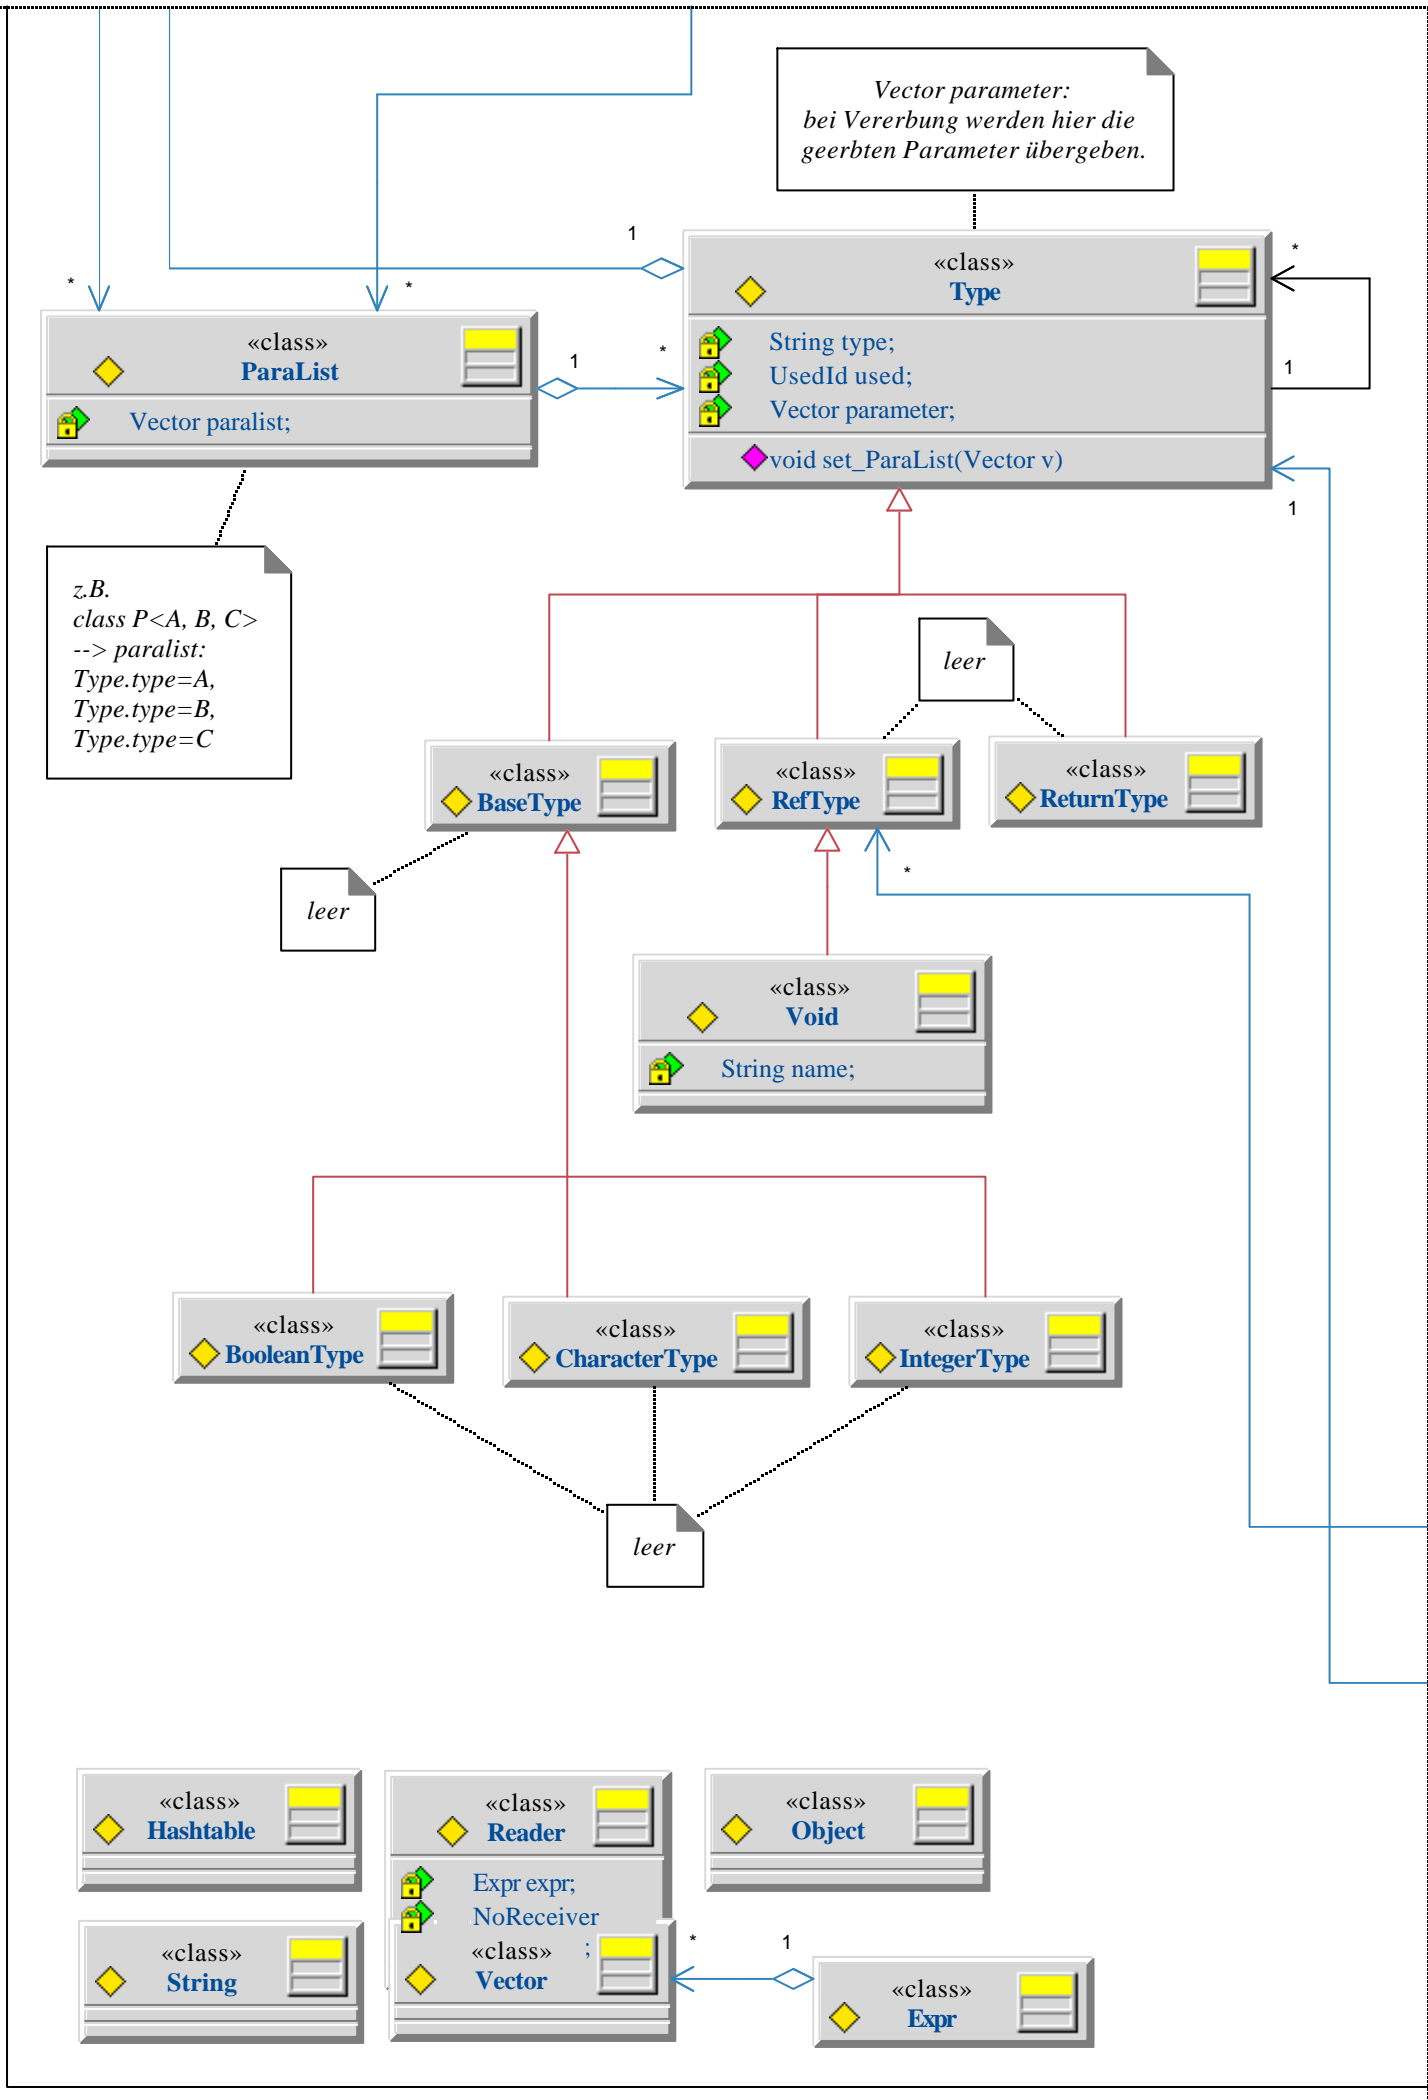 Vector parameter:
bei Vererbung werden hier die
geerbten Parameter übergeben.
1
*
*
*
«class»
Type
String type;
UsedId used;
Vector parameter;
void set_ParaList(Vector v)
1
1
«class»
ParaList
Vector paralist;
1
*
z.B.
class P<A, B, C>
--> paralist:
Type.type=A,
Type.type=B,
Type.type=C
leer
«class»
BaseType
«class»
RefType
«class»
ReturnType
*
leer
«class»
Void
String name;
«class»
BooleanType
«class»
CharacterType
«class»
IntegerType
leer
«class»
Hashtable
«class»
Reader
Expr expr;
NoReceiver
;
«class»
Object
«class»
String
«class»
Vector
*
1
«class»
Expr